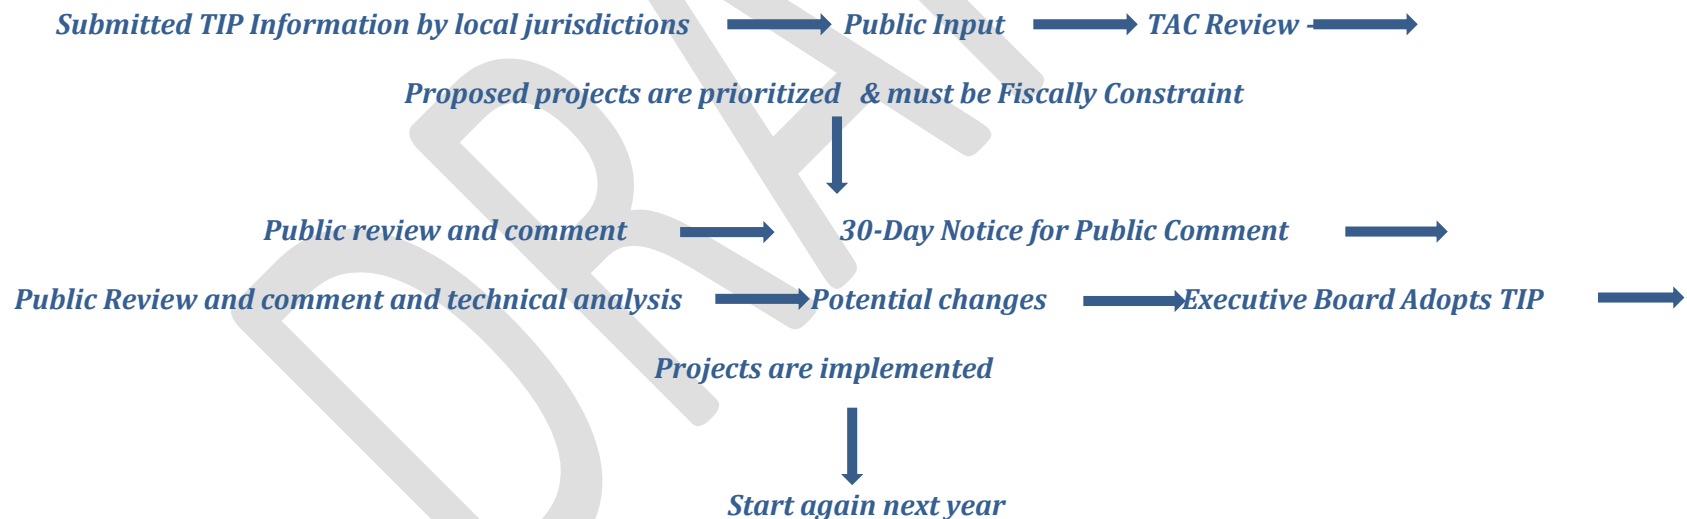 Submitted TIP Information by local jurisdictions Public Input TAC Review -
Proposed projects are prioritized & must be Fiscally Constraint
Public review and comment 30-Day Notice for Public Comment
Public Review and comment and technical analysis Potential changes Executive Board Adopts TIP
Projects are implemented
Start again next year
DRA